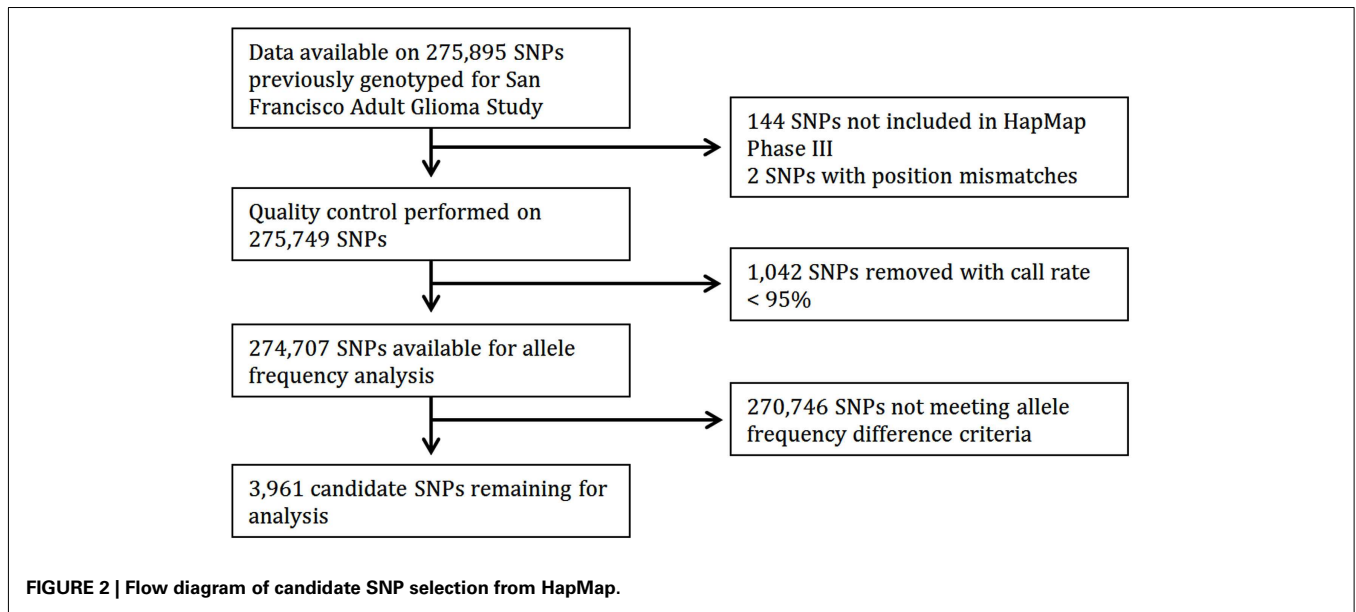 Data available on 275,895 SNPs
previously genotyped for San
Francisco Adult Glioma Study
144 SNPs not included in HapMap
Phase III
2 SNPs with position mismatches
Quality control performed on
275,749 SNPs
1,042 SNPs removed with call rate
< 95%
274,707 SNPs available for allele
frequency analysis
270,746 SNPs not meeting allele
frequency difference criteria
3,961 candidate SNPs remaining for
analysis
FIGURE 2 | Flow diagram of candidate SNP selection from HapMap.